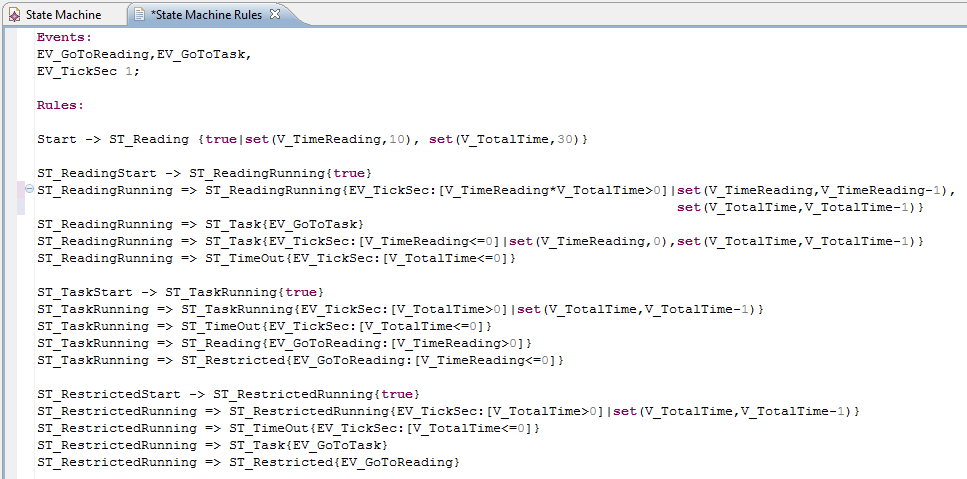 State Machine *State Machine Rules
Events:
EV_GoToReading,EV_GoToTask,
EV_TickSec 1;
Rules:
Start -> ST_Reading {true|set(V_TimeReading,10), set(V_TotalTime,30)}
ST_ReadingStart -> ST_ReadingRunning{true}
ST_ReadingRunning => ST_ReadingRunning{EV_TickSec:[V_TimeReading*V_TotalTime>0]|set(V_TimeReading,V_TimeReading-1),
set(V_TotalTime,V_TotalTime-1)}
ST_ReadingRunning => ST_Task{EV_GoToTask}
ST_ReadingRunning => ST_Task{EV_TickSec:[V_TimeReading<=0]|set(V_TimeReading,0),set(V_TotalTime,V_TotalTime-1)}
ST_ReadingRunning => ST_TimeOut{EV_TickSec:[V_TotalTime<=0]}
ST_TaskStart -> ST_TaskRunning{true}
ST_TaskRunning => ST_TaskRunning{EV_TickSec:[V_TotalTime>0]|set(V_TotalTime,V_TotalTime-1)}
ST_TaskRunning => ST_TimeOut{EV_TickSec:[V_TotalTime<=0]}
ST_TaskRunning => ST_Reading{EV_GoToReading:[V_TimeReading>0]}
ST_TaskRunning => ST_Restricted{EV_GoToReading:[V_TimeReading<=0]}
ST_RestrictedStart -> ST_RestrictedRunning{true}
ST_RestrictedRunning => ST_RestrictedRunning{EV_TickSec:[V_TotalTime>0]|set(V_TotalTime,V_TotalTime-1)}
ST_RestrictedRunning => ST_TimeOut{EV_TickSec:[V_TotalTime<=0]}
ST_RestrictedRunning => ST_Task{EV_GoToTask}
ST_RestrictedRunning => ST_Restricted{EV_GoToReading}